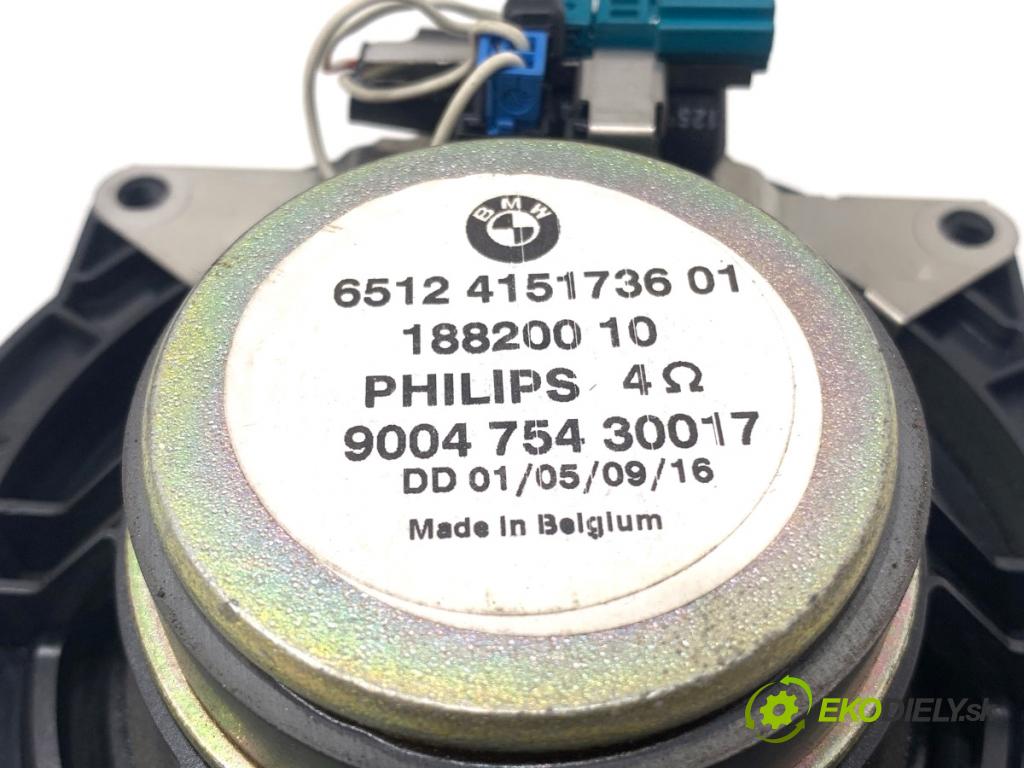 125
BMW
6512 4151736 01
188200 10
PHILIPS 4Ω
9004 754 30017
DD 01/05/09/16
Made in Belgium
EKODIELY.sk